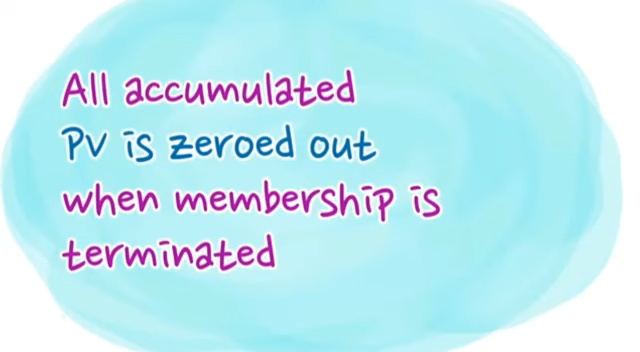 All accumulated
PV is zeroed out
when membership is
terminated